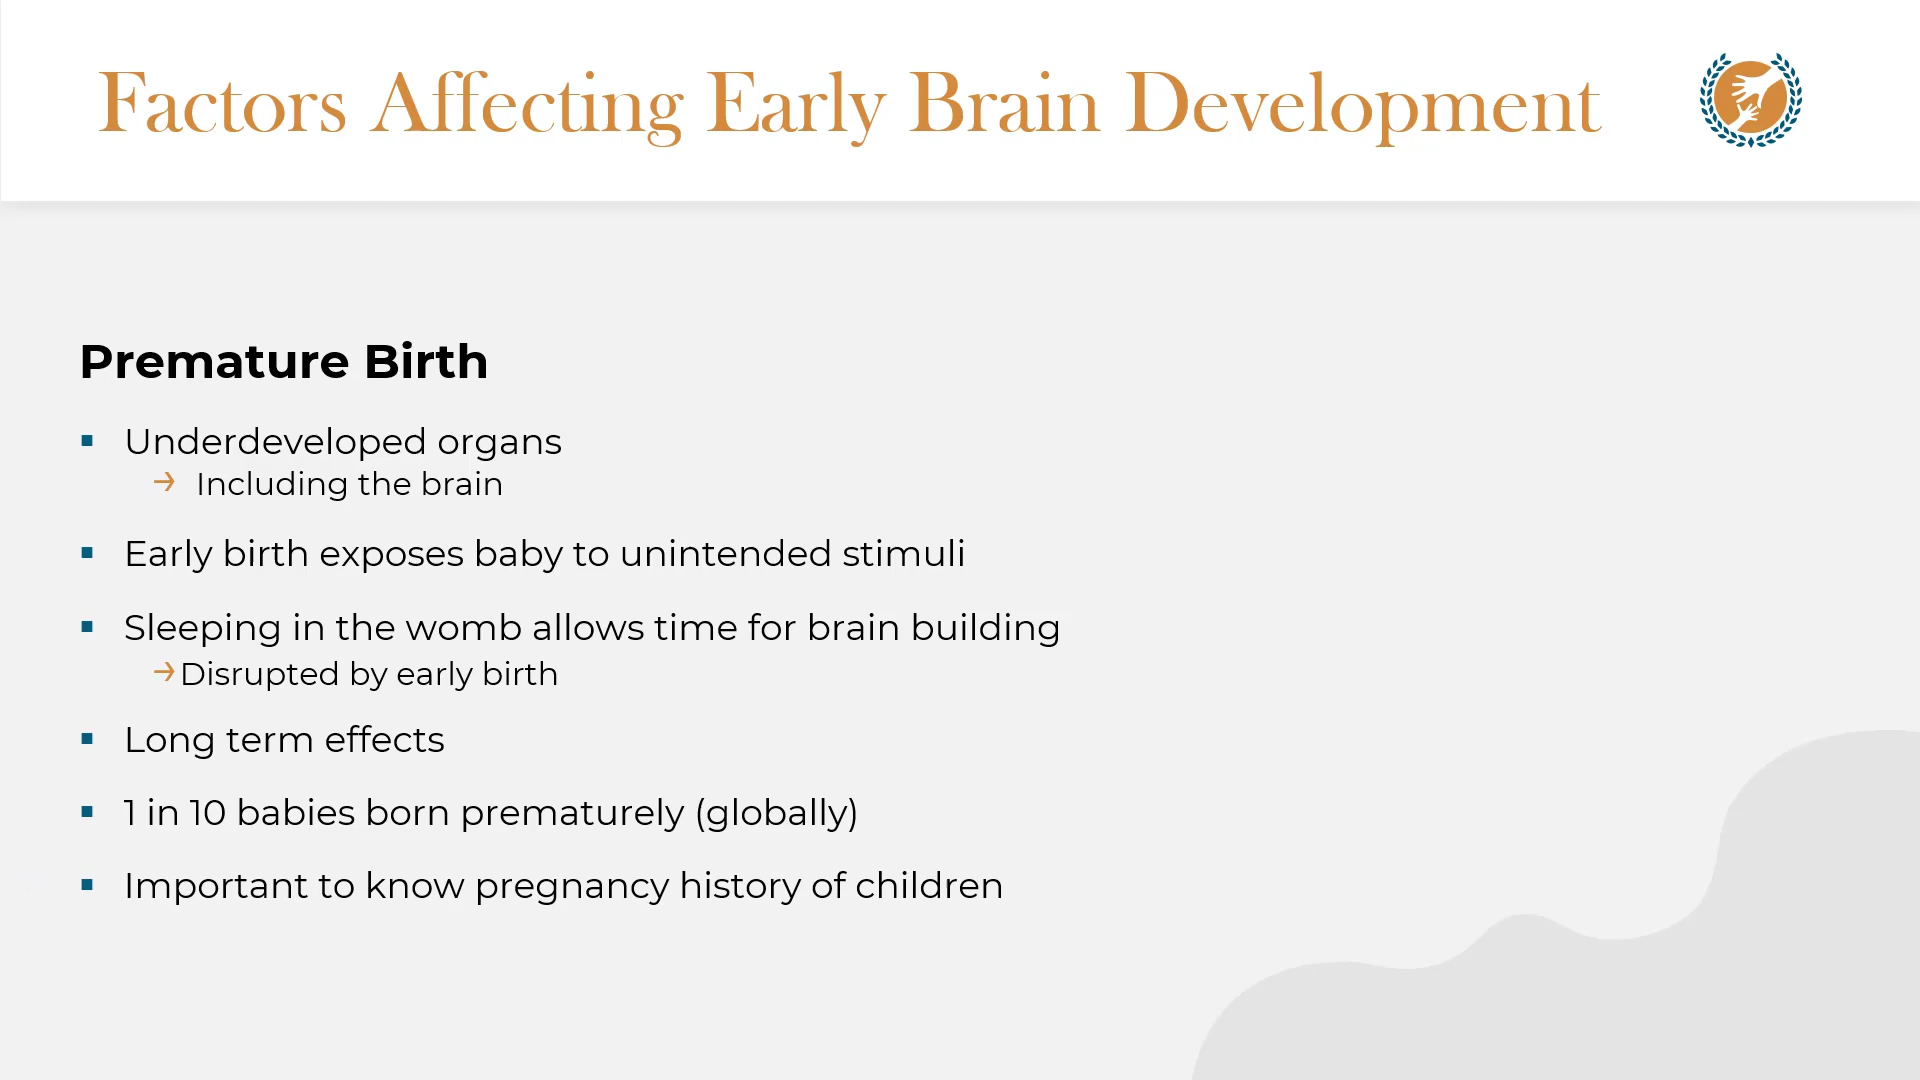 Factors Affecting Early Brain Development
Premature Birth
▪ Underdeveloped organs
→ Including the brain
▪ Early birth exposes baby to unintended stimuli
▪ Sleeping in the womb allows time for brain building
→ Disrupted by early birth
▪ Long term effects
▪ 1 in 10 babies born prematurely (globally)
▪ Important to know pregnancy history of children